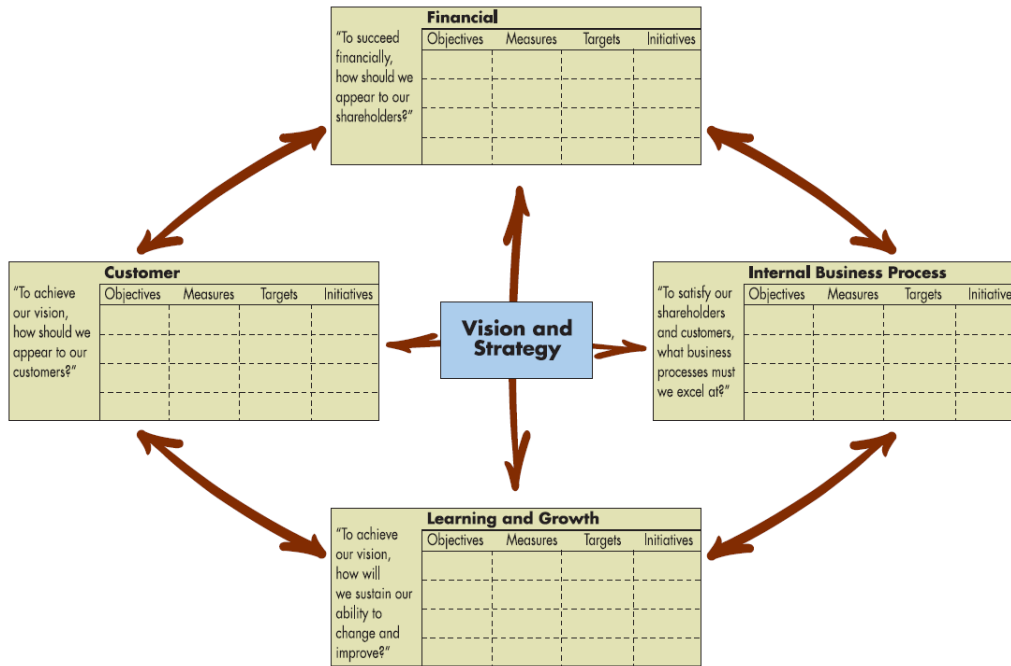 Financial
Objectives Measures Targets Initiatives
“To succeed
financially,
how should we
appear to our
shareholders?”
Customer
Objectives Measures Targets Initiatives
“To achieve
our vision,
how should we
appear to our
customers?”
Vision and
Strategy
Internal Business Process
Objectives Measures Targets Initiative
“To satisfy our
shareholders
and customers,
what business
processes must
we excel at?”
Learning and Growth
Objectives Measures Targets Initiatives
“To achieve
our vision,
how will
we sustain our
ability to
change and
improve?”